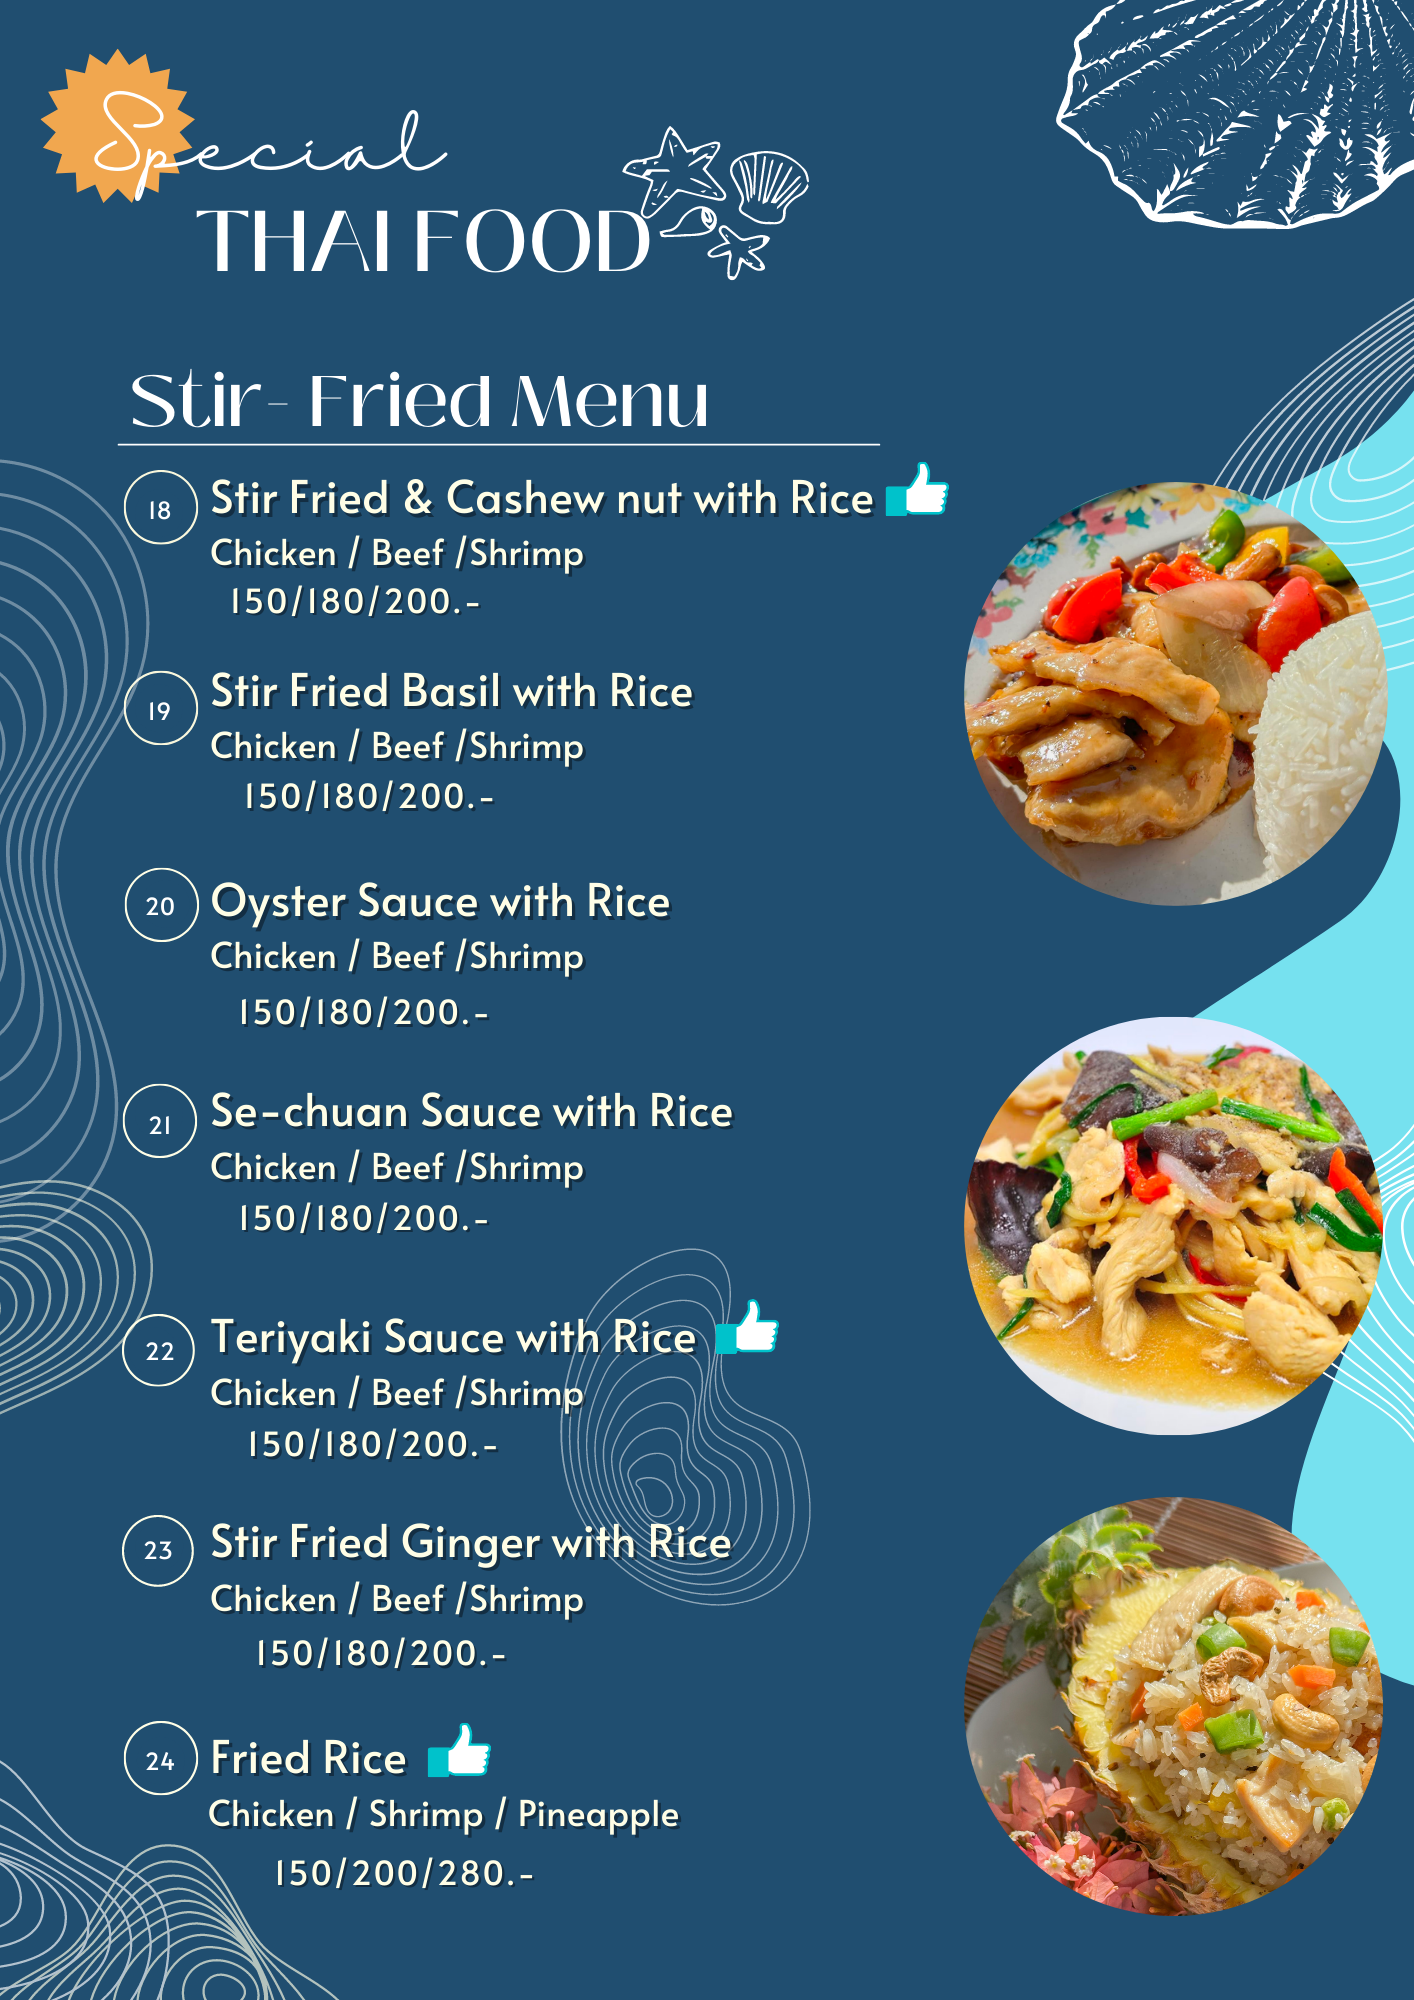 Special
THAI FOOD
Stir- Fried Menu
18 Stir Fried & Cashew nut with Rice
Chicken / Beef /Shrimp
150/180/200.-
19 Stir Fried Basil with Rice
Chicken / Beef /Shrimp
150/180/200.-
20 Oyster Sauce with Rice
Chicken / Beef /Shrimp
150/180/200.-
21 Se-chuan Sauce with Rice
Chicken / Beef /Shrimp
150/180/200.-
22 Teriyaki Sauce with Rice
Chicken / Beef /Shrimp
150/180/200.-
23 Stir Fried Ginger with Rice
Chicken / Beef /Shrimp
150/180/200.-
24 Fried Rice
Chicken / Shrimp / Pineapple
150/200/280.-